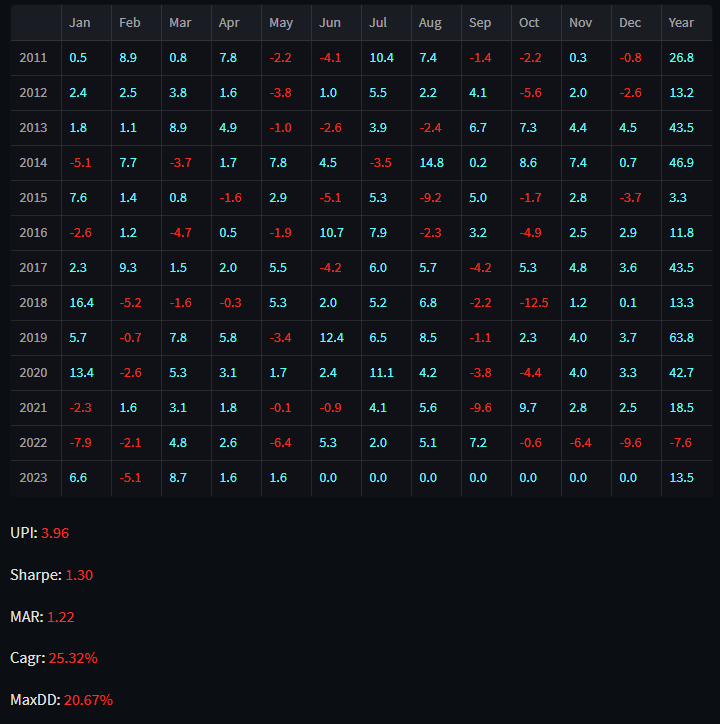 Jan Feb Mar Apr May Jun Jul Aug Sep Oct Nov Dec Year
2011 0.5 8.9 0.8 7.8 -2.2 -4.1 10.4 7.4 -1.4 -2.2 0.3 -0.8 26.8
2012 2.4 2.5 3.8 1.6 -3.8 1.0 5.5 2.2 4.1 -5.6 2.0 -2.6 13.2
2013 1.8 1.1 8.9 4.9 -1.0 -2.6 3.9 -2.4 6.7 7.3 4.4 4.5 43.5
2014 -5.1 7.7 -3.7 1.7 7.8 4.5 -3.5 14.8 0.2 8.6 7.4 0.7 46.9
2015 7.6 1.4 0.8 -1.6 2.9 -5.1 5.3 -9.2 5.0 -1.7 2.8 -3.7 3.3
2016 -2.6 1.2 -4.7 0.5 -1.9 10.7 7.9 -2.3 3.2 -4.9 2.5 2.9 11.8
2017 2.3 9.3 1.5 2.0 5.5 -4.2 6.0 5.7 -4.2 5.3 4.8 3.6 43.5
2018 16.4 -5.2 -1.6 -0.3 5.3 2.0 5.2 6.8 -2.2 -12.5 1.2 0.1 13.3
2019 5.7 -0.7 7.8 5.8 -3.4 12.4 6.5 8.5 -1.1 2.3 4.0 3.7 63.8
2020 13.4 -2.6 5.3 3.1 1.7 2.4 11.1 4.2 -3.8 -4.4 4.0 3.3 42.7
2021 -2.3 1.6 3.1 1.8 -0.1 -0.9 4.1 5.6 -9.6 9.7 2.8 2.5 18.5
2022 -7.9 -2.1 4.8 2.6 -6.4 5.3 2.0 5.1 7.2 -0.6 -6.4 -9.6 -7.6
2023 6.6 -5.1 8.7 1.6 1.6 0.0 0.0 0.0 0.0 0.0 0.0 0.0 13.5
UPI: 3.96
Sharpe: 1.30
MAR: 1.22
Cagr: 25.32%
MaxDD: 20.67%